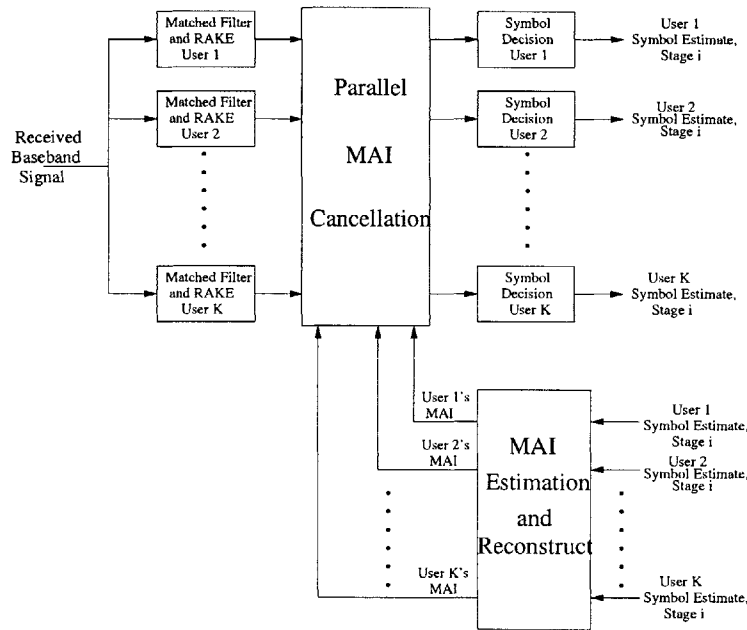 Matched Filter
and RAKE
User 1
Symbol
Decision
User 1
User 1
Symbol Estimate,
Stage i
Parallel
MAI
Cancellation
Matched Filter
and RAKE
User 2
Symbol
Decision
User 2
User 2
Symbol Estimate,
Stage i
Received
Baseband
Signal
Matched Filter
and RAKE
User K
Symbol
Decision
User K
User K
Symbol Estimate,
Stage i
User 1's
MAI
User 2's
MAI
User K's
MAI
MAI
Estimation
and
Reconstruct
User 1
Symbol Estimate,
Stage i
User 2
Symbol Estimate,
Stage i
User K
Symbol Estimate,
Stage i